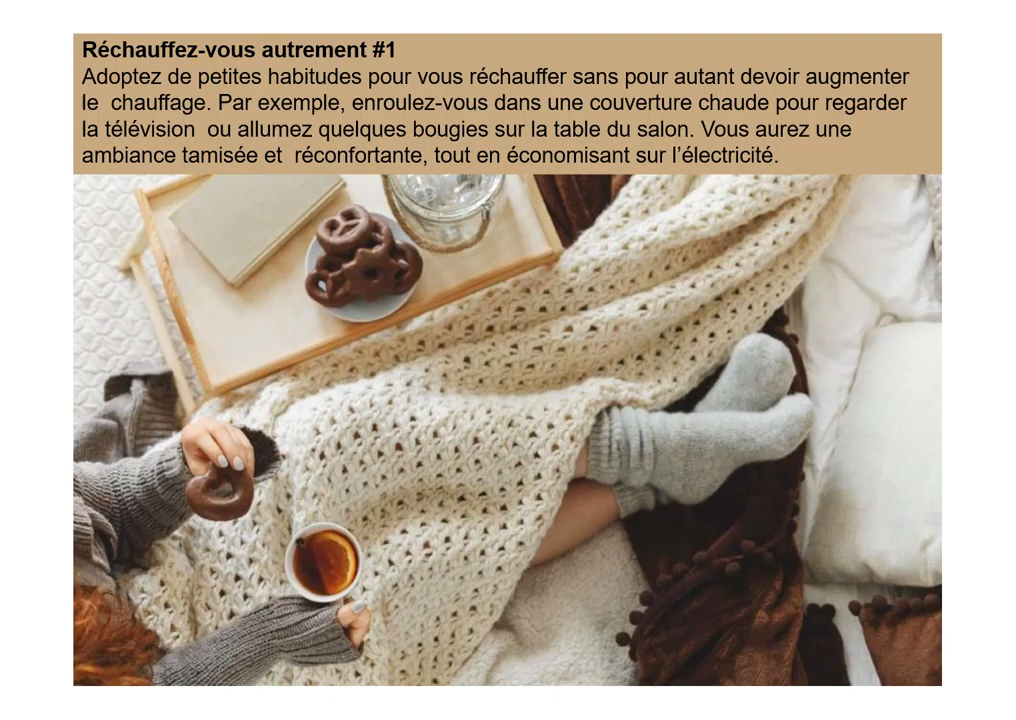 Réchauffez-vous autrement #1
Adoptez de petites habitudes pour vous réchauffer sans pour autant devoir augmenter
le  chauffage. Par exemple, enroulez-vous dans une couverture chaude pour regarder
la télévision  ou allumez quelques bougies sur la table du salon. Vous aurez une
ambiance tamisée et  réconfortante, tout en économisant sur l’électricité.